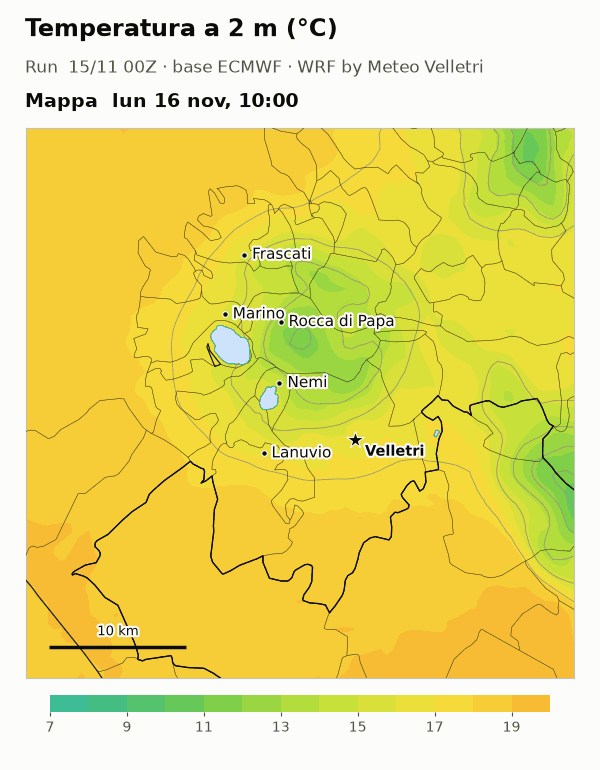 Temperatura a 2 m (°C)
Run  15/11 00Z · base ECMWF · WRF by Meteo Velletri
Mappa  lun 16 nov, 10:00
Frascati
Marino
Rocca di Papa
Nemi
Velletri
Lanuvio
10 km
7 9 11 13 15 17 19